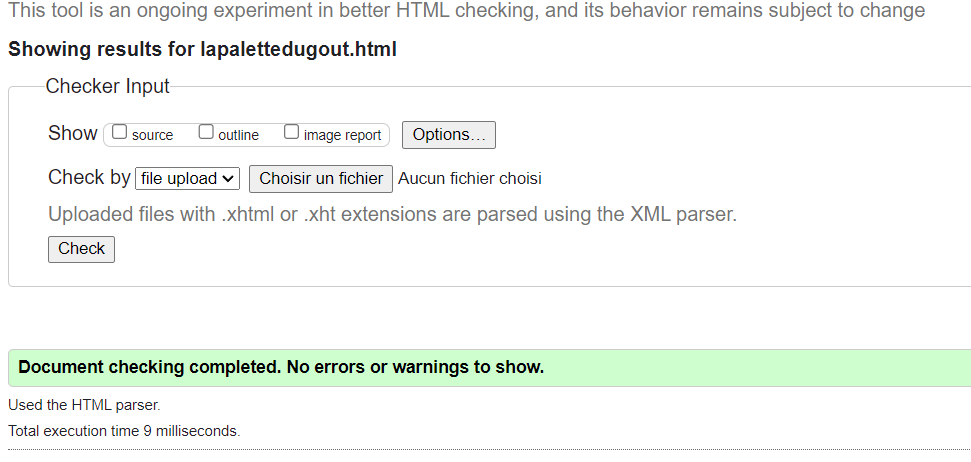 This tool is an ongoing experiment in better HTML checking, and its behavior remains subject to change
Showing results for lapalettedugout.html
Checker Input
Show source outline image report Options...
Check by file upload Choisir un fichier Aucun fichier choisi
Uploaded files with .xhtml or .xht extensions are parsed using the XML parser.
Check
Document checking completed. No errors or warnings to show.
Used the HTML parser.
Total execution time 9 milliseconds.